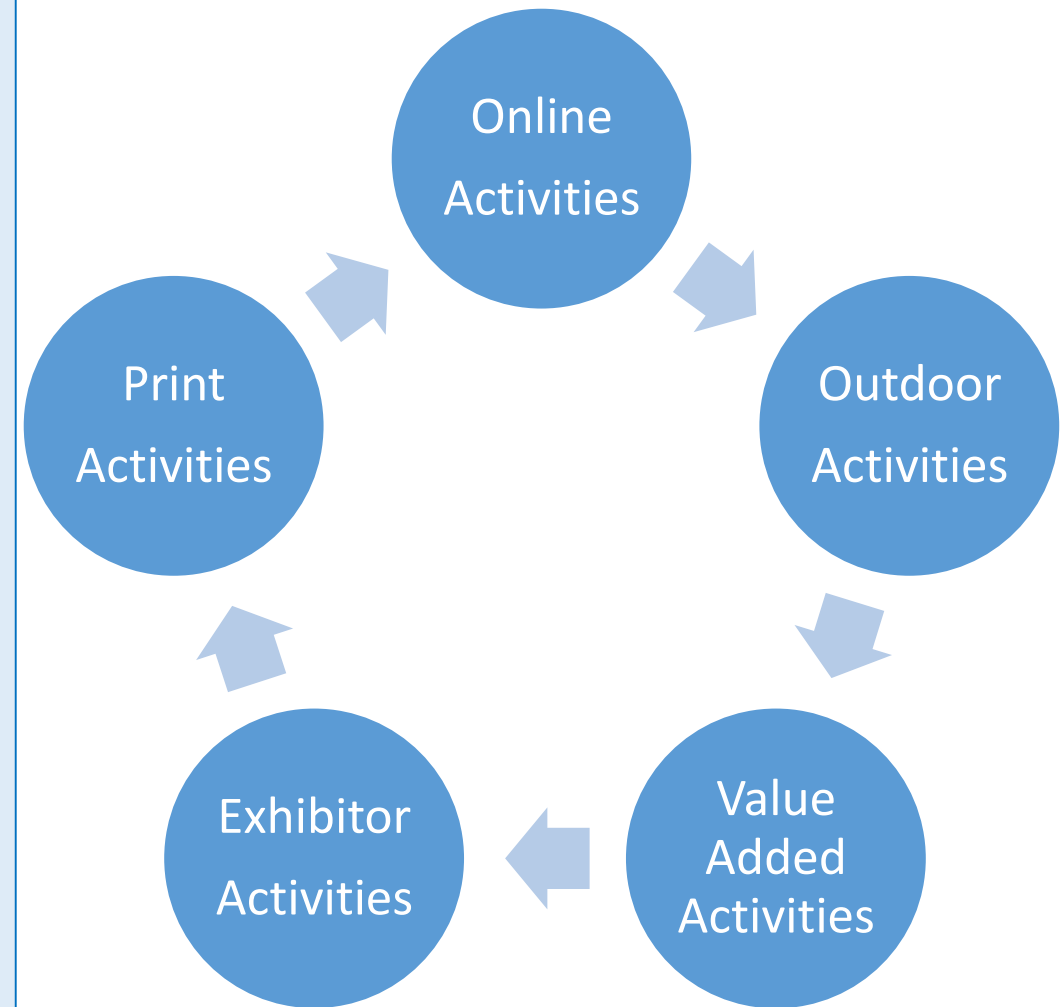 Online
Activities
Outdoor
Activities
Value
Added
Activities
Exhibitor
Activities
Print
Activities